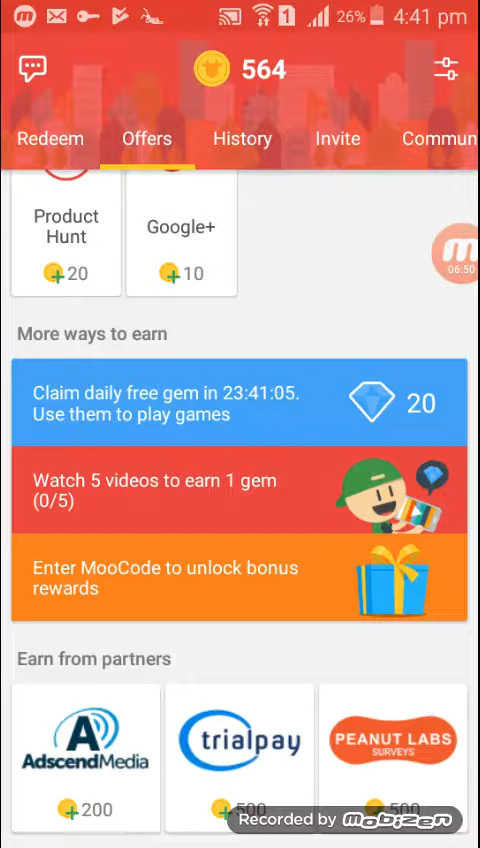 1
26%
4:41 pm
564
Redeem
Offers
History
Invite
Commun
Product
Hunt
20
Google+
10
06:50
More ways to earn
Claim daily free gem in 23:41:05.
Use them to play games
20
Watch 5 videos to earn 1 gem
(0/5)
Enter MooCode to unlock bonus
rewards
Earn from partners
AdscendMedia
200
trialpay
500
PEANUT LABS
SURVEYS
500
Recorded by Mobizen